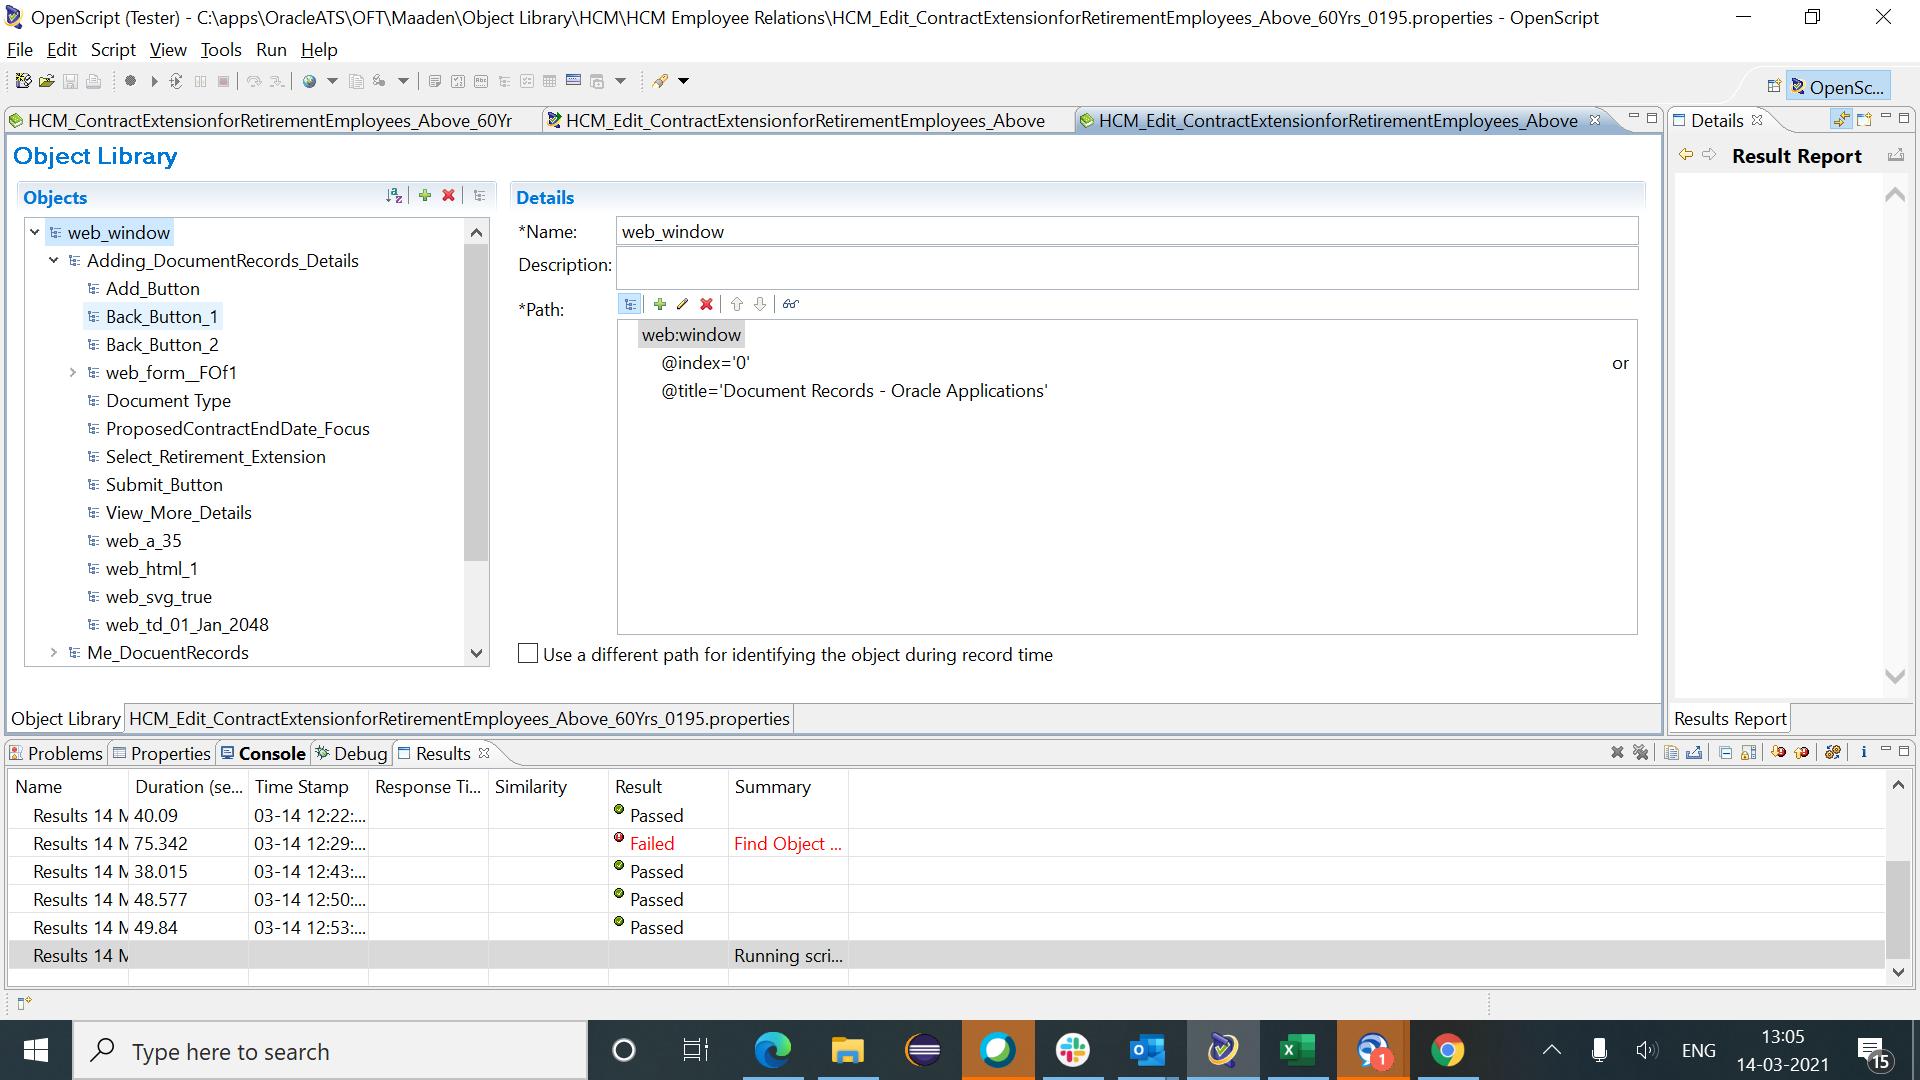 OpenScript (Tester) - C:\apps\OracleATS\OFT\Maaden\Object Library\HCM\HCM Employee Relations\HCM_Edit_ContractExtensionforRetirementEmployees_Above_60Yrs_0195.properties - OpenScript
File Edit Script View Tools Run Help
OpenSc...
HCM_ContractExtensionforRetirementEmployees_Above_60Yr
HCM_Edit_ContractExtensionforRetirementEmployees_Above
HCM_Edit_ContractExtensionforRetirementEmployees_Above
Details
Object Library
Result Report
Objects
Details
web_window
Adding_DocumentRecords_Details
Add_Button
Back_Button_1
Back_Button_2
web_form__FOf1
Document Type
ProposedContractEndDate_Focus
Select_Retirement_Extension
Submit_Button
View_More_Details
web_a_35
web_html_1
web_svg_true
web_td_01_Jan_2048
Me_DocuentRecords
*Name: web_window
Description:
*Path:
web:window
@index='0' or
@title='Document Records - Oracle Applications'
Use a different path for identifying the object during record time
Object Library HCM_Edit_ContractExtensionforRetirementEmployees_Above_60Yrs_0195.properties
Results Report
Problems Properties Console Debug Results
Name Duration (se... Time Stamp Response Ti... Similarity Result Summary
Results 14 M 40.09 03-14 12:22:... Passed
Results 14 M 75.342 03-14 12:29:... Failed Find Object ...
Results 14 M 38.015 03-14 12:43:... Passed
Results 14 M 48.577 03-14 12:50:... Passed
Results 14 M 49.84 03-14 12:53:... Passed
Results 14 M Running scri...
Type here to search
1
ENG
13:05
14-03-2021
15